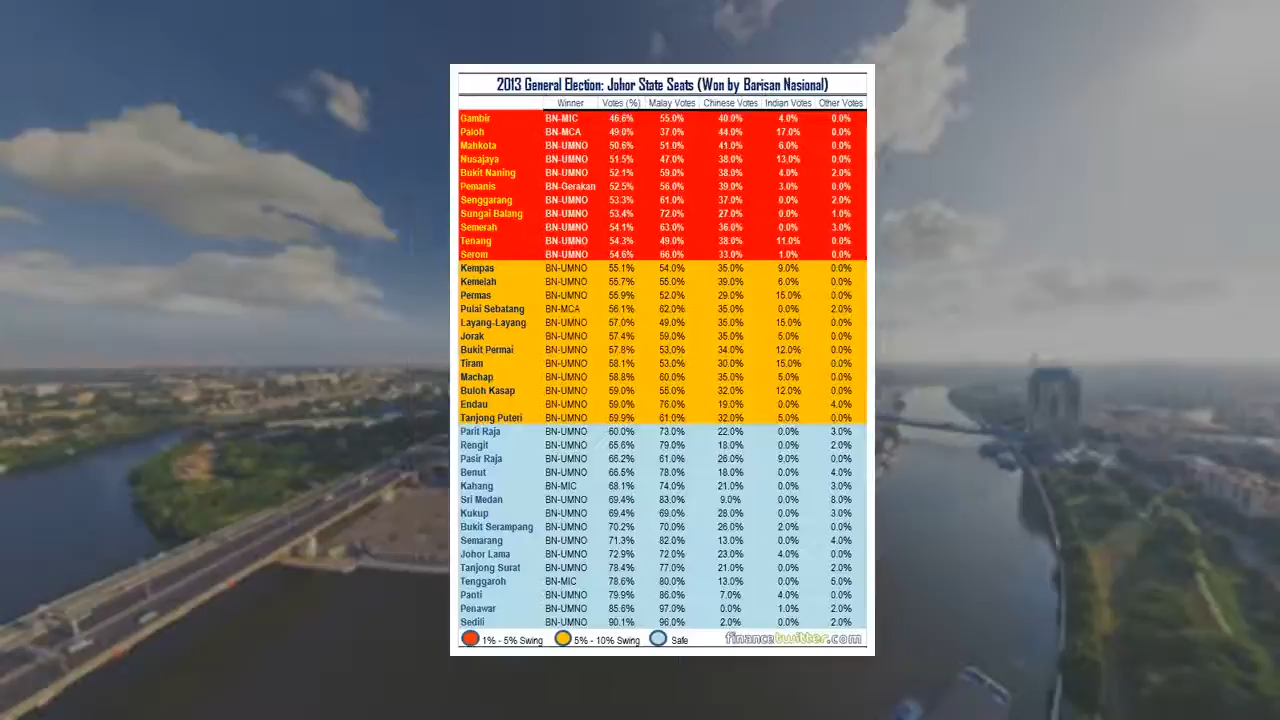 2013 General Election: Johor State Seats (Won by Barisan Nasional)
Winner Votes (%) Malay Votes Chinese Votes Indian Votes Other Votes
Gambir BN-MIC 46.6% 55.0% 40.0% 4.0% 0.0%
Paloh BN-MCA 49.0% 37.0% 44.0% 17.0% 0.0%
Mahkota BN-UMNO 50.6% 51.0% 41.0% 6.0% 0.0%
Nusajaya BN-UMNO 51.5% 47.0% 38.0% 13.0% 0.0%
Bukit Naning BN-UMNO 52.1% 59.0% 38.0% 4.0% 2.0%
Pemanis BN-Gerakan 52.5% 56.0% 39.0% 3.0% 0.0%
Senggarang BN-UMNO 53.3% 61.0% 37.0% 0.0% 2.0%
Sungai Balang BN-UMNO 53.4% 72.0% 27.0% 0.0% 1.0%
Semerah BN-UMNO 54.1% 63.0% 36.0% 0.0% 3.0%
Tenang BN-UMNO 54.3% 49.0% 38.0% 11.0% 0.0%
Serom BN-UMNO 54.6% 66.0% 33.0% 1.0% 0.0%
Kempas BN-UMNO 55.1% 54.0% 35.0% 9.0% 0.0%
Kemelah BN-UMNO 55.7% 55.0% 39.0% 6.0% 0.0%
Permas BN-UMNO 55.9% 52.0% 29.0% 15.0% 0.0%
Pulai Sebatang BN-MCA 56.1% 62.0% 35.0% 0.0% 2.0%
Layang-Layang BN-UMNO 57.0% 49.0% 35.0% 15.0% 0.0%
Jorak BN-UMNO 57.4% 59.0% 35.0% 5.0% 0.0%
Bukit Permai BN-UMNO 57.8% 53.0% 34.0% 12.0% 0.0%
Tiram BN-UMNO 58.1% 53.0% 30.0% 15.0% 0.0%
Machap BN-UMNO 58.8% 60.0% 35.0% 5.0% 0.0%
Buloh Kasap BN-UMNO 59.0% 55.0% 32.0% 12.0% 0.0%
Endau BN-UMNO 59.0% 76.0% 19.0% 0.0% 4.0%
Tanjong Puteri BN-UMNO 59.9% 61.0% 32.0% 5.0% 0.0%
Parit Raja BN-UMNO 60.0% 73.0% 22.0% 0.0% 3.0%
Rengit BN-UMNO 65.6% 79.0% 18.0% 0.0% 2.0%
Pasir Raja BN-UMNO 66.2% 61.0% 26.0% 9.0% 0.0%
Benut BN-UMNO 66.5% 78.0% 18.0% 0.0% 4.0%
Kahang BN-MIC 68.1% 74.0% 21.0% 0.0% 3.0%
Sri Medan BN-UMNO 69.4% 83.0% 9.0% 0.0% 8.0%
Kukup BN-UMNO 69.4% 69.0% 28.0% 0.0% 3.0%
Bukit Serampang BN-UMNO 70.2% 70.0% 26.0% 2.0% 0.0%
Semarang BN-UMNO 71.3% 82.0% 13.0% 0.0% 4.0%
Johor Lama BN-UMNO 72.9% 72.0% 23.0% 4.0% 0.0%
Tanjong Surat BN-UMNO 78.4% 77.0% 21.0% 0.0% 2.0%
Tenggaroh BN-MIC 78.6% 80.0% 13.0% 0.0% 5.0%
Panti BN-UMNO 79.9% 86.0% 7.0% 4.0% 0.0%
Penawar BN-UMNO 85.6% 97.0% 0.0% 1.0% 2.0%
Sedili BN-UMNO 90.1% 96.0% 2.0% 0.0% 2.0%
1% - 5% Swing 5% - 10% Swing Safe financetwitter.com